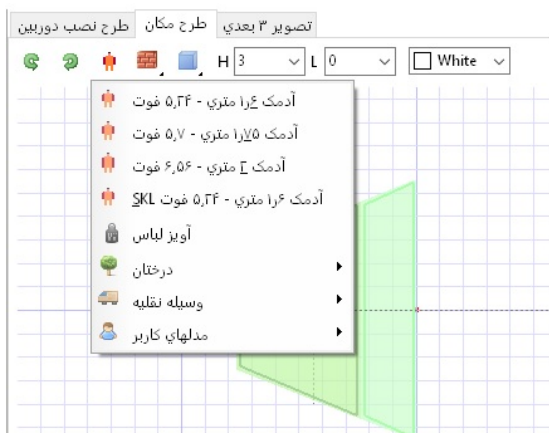 طرح نصب دوربين	طرح مکان	تصوير ۳ بعدي
H 3 L 0 White
آدمک ۱٫۶ متري - ۵٫۲۴ فوت
آدمک ۱٫۷۵ متري - ۵٫۷ فوت
آدمک ۲ متري - ۶٫۵۶ فوت
آدمک ۱٫۶ متري - ۵٫۲۴ فوت SKL
آويز لباس
درختان
وسيله نقليه
مدلهاي کاربر